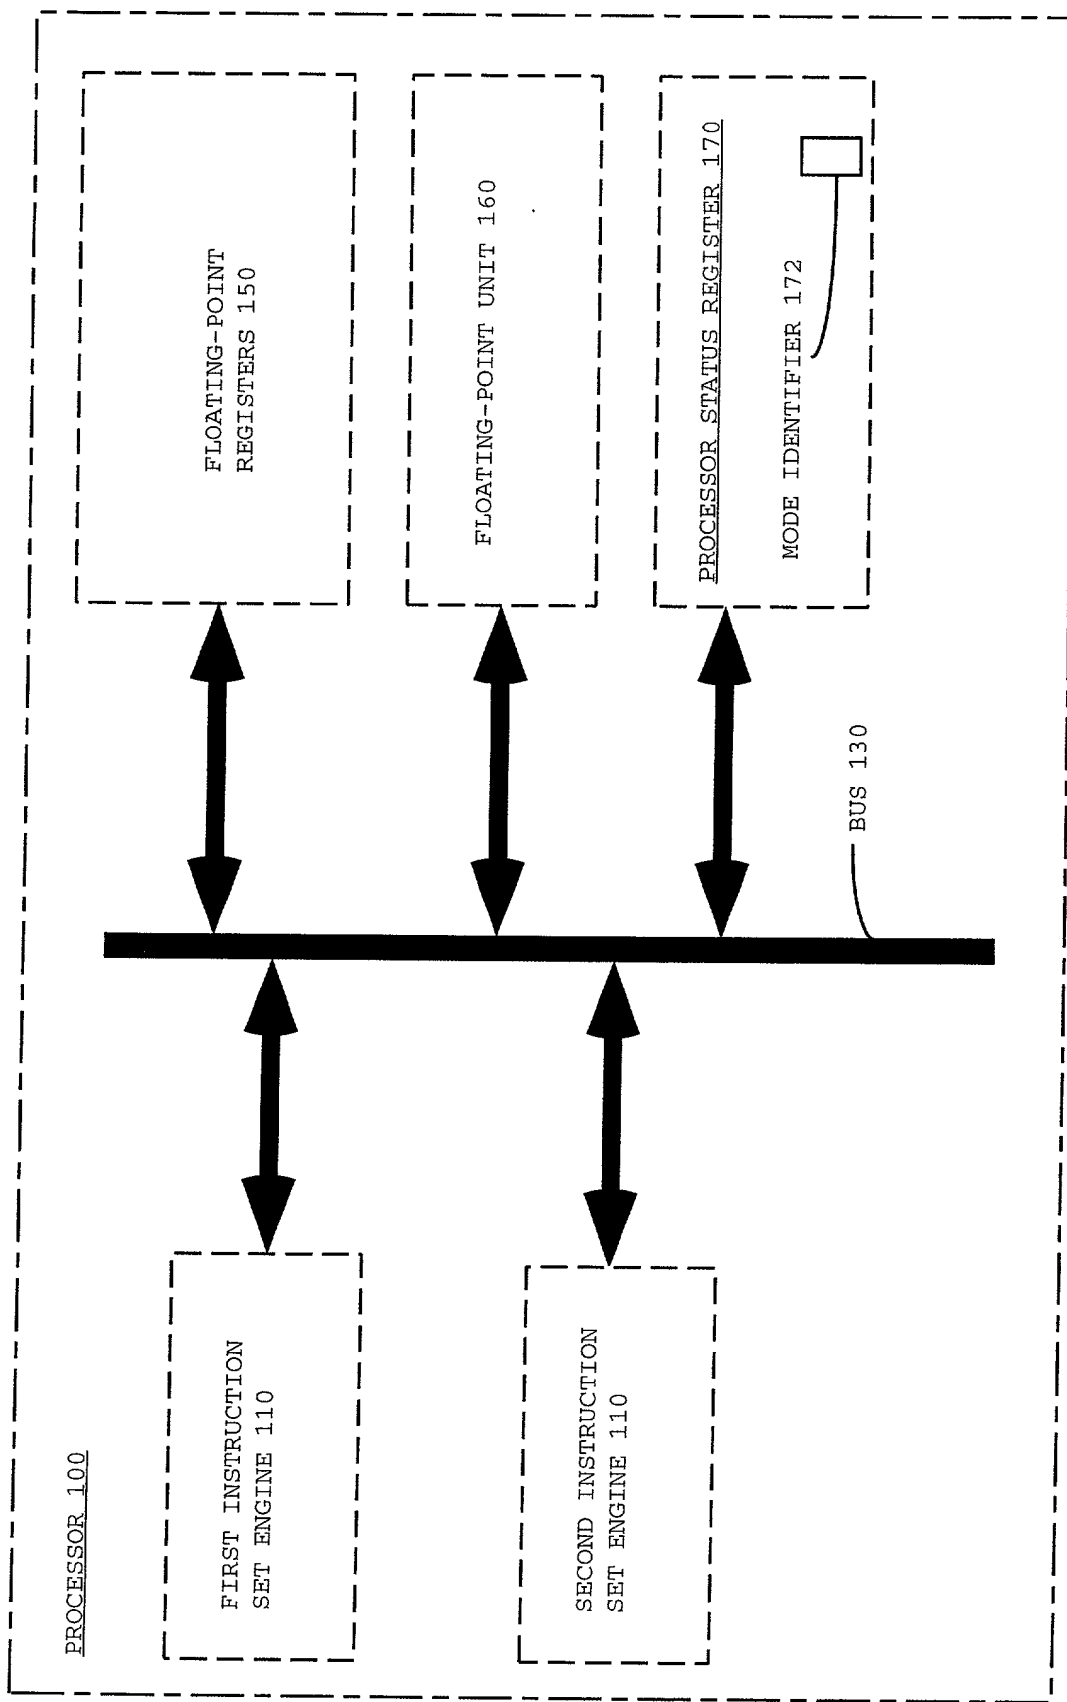 PROCESSOR 100
FIRST INSTRUCTION
SET ENGINE 110
SECOND INSTRUCTION
SET ENGINE 110
BUS 130
FLOATING-POINT
REGISTERS 150
FLOATING-POINT UNIT 160
PROCESSOR STATUS REGISTER 170
MODE IDENTIFIER 172